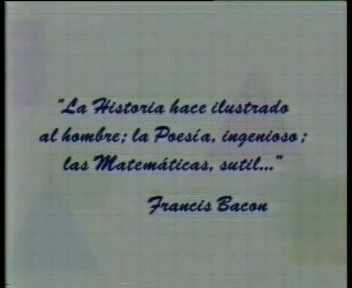 "La Historia hace ilustrado
al hombre; la Poesía, ingenioso;
las Matemáticas, sutil..."
Francis Bacon